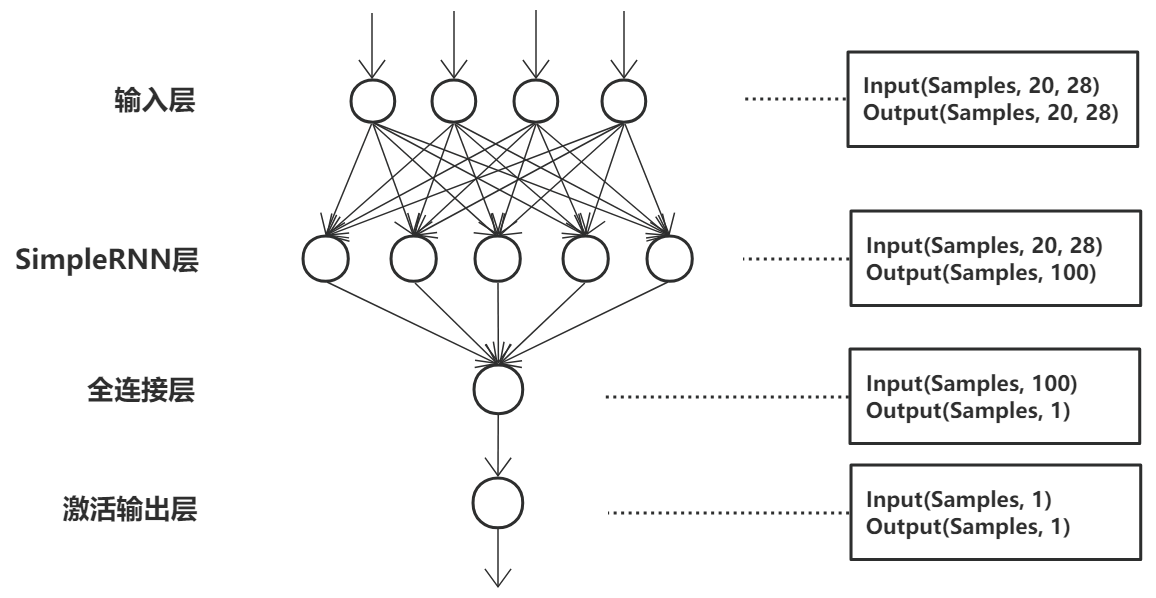 输入层
Input(Samples, 20, 28)
Output(Samples, 20, 28)
SimpleRNN层
Input(Samples, 20, 28)
Output(Samples, 100)
全连接层
Input(Samples, 100)
Output(Samples, 1)
激活输出层
Input(Samples, 1)
Output(Samples, 1)